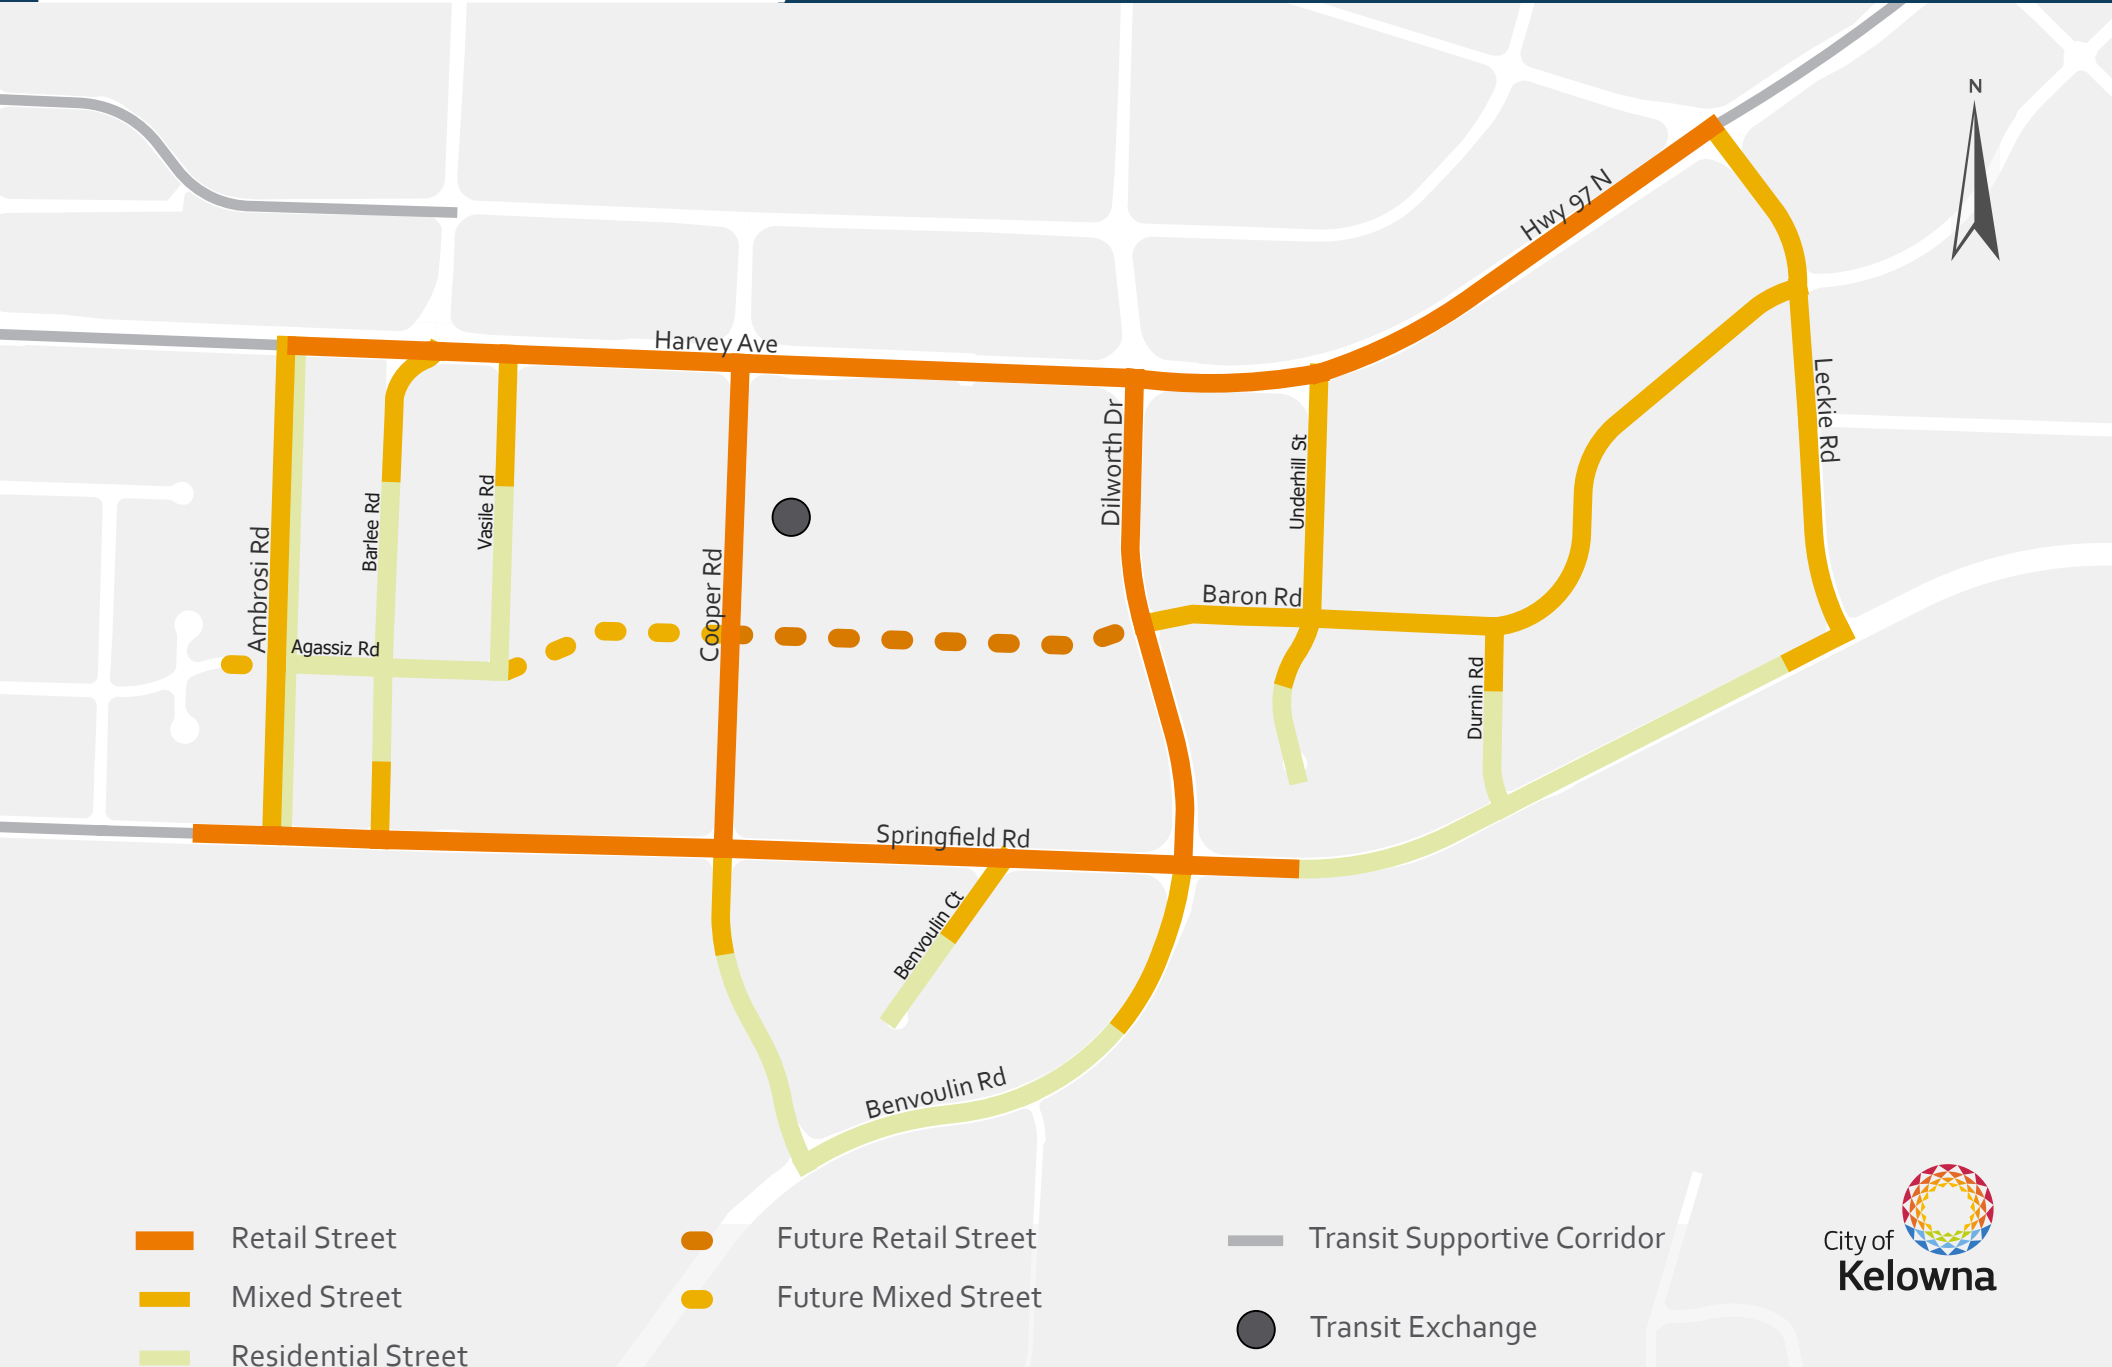 N
Hwy 97 N
Harvey Ave
Leckie Rd
Dilworth Dr
Underhill St
Vasile Rd
Barlee Rd
Ambrosi Rd
Cooper Rd
Baron Rd
Agassiz Rd
Durnin Rd
Springfield Rd
Benvoulin Ct
Benvoulin Rd
Retail Street
Future Retail Street
Transit Supportive Corridor
City of
Kelowna
Mixed Street
Future Mixed Street
Transit Exchange
Residential Street